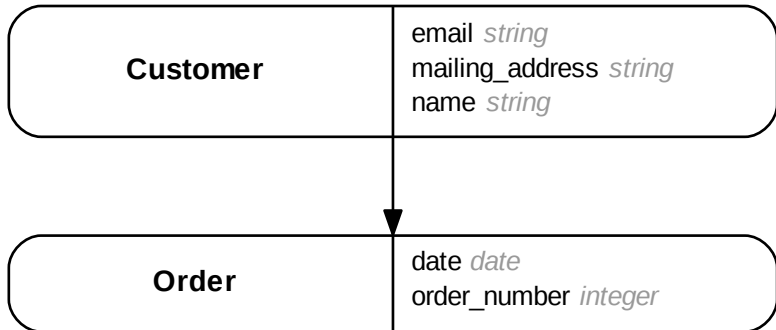 Customer
email string
mailing_address string
name string
Order
date date
order_number integer